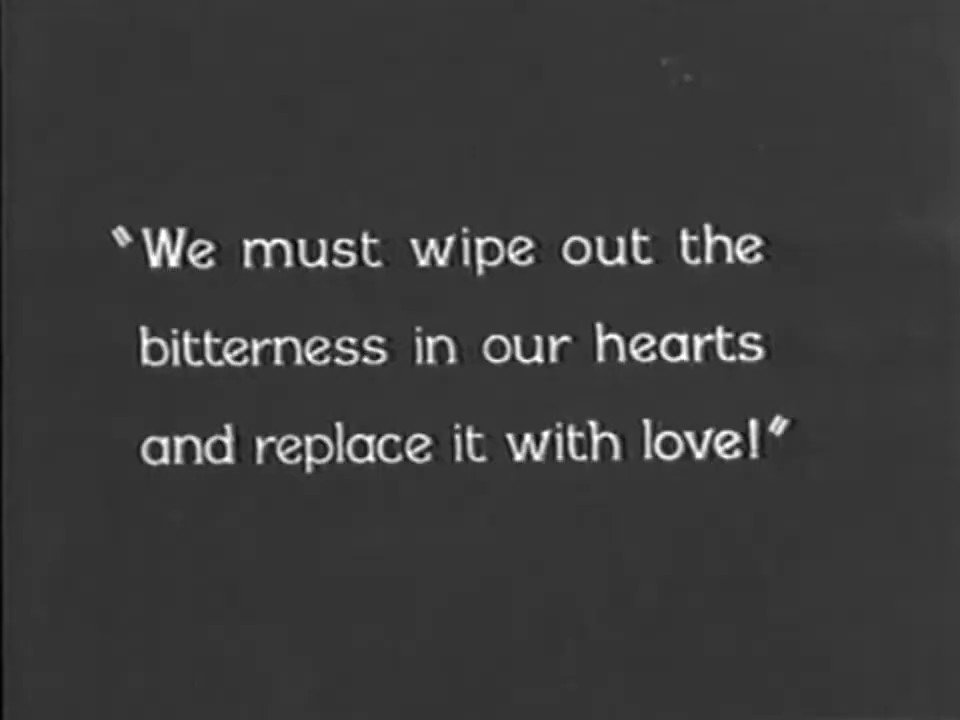 "We must wipe out the
bitterness in our hearts
and replace it with love!"